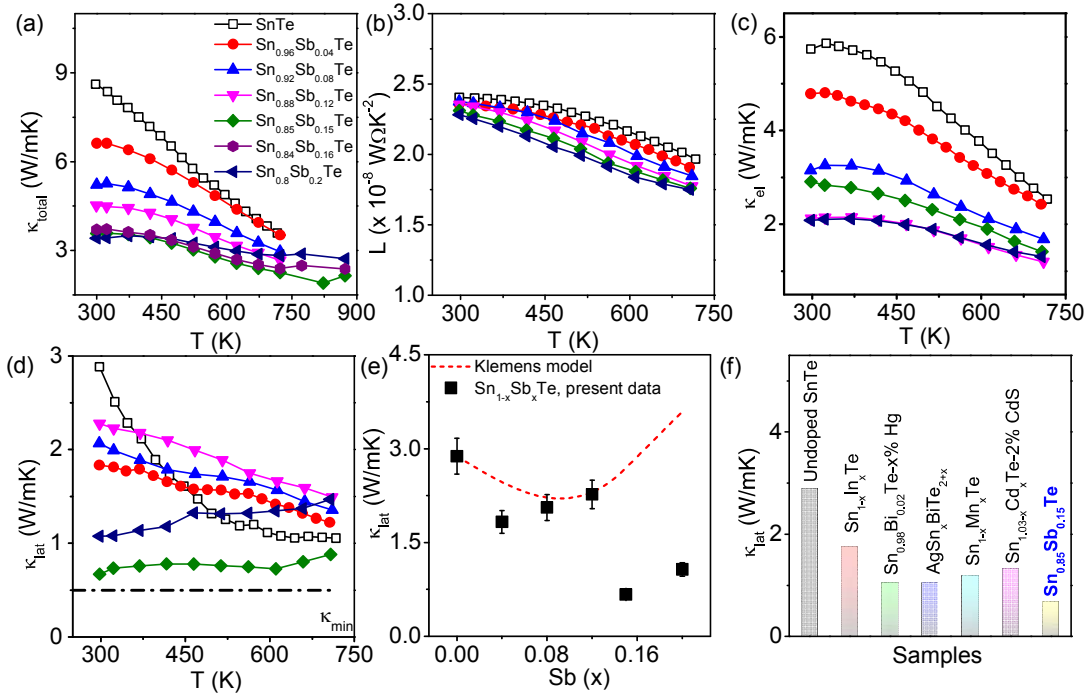 (a)
κtotal (W/mK)
9
6
3
SnTe
Sn0.96Sb0.04Te
Sn0.92Sb0.08Te
Sn0.88Sb0.12Te
Sn0.85Sb0.15Te
Sn0.84Sb0.16Te
Sn0.8Sb0.2Te
300 450 600 750 900
T (K)
(b)
L (x 10-8 WΩK-2)
3.0
2.5
2.0
1.5
1.0
300 450 600 750
T (K)
(c)
κel (W/mK)
6
4
2
300 450 600 750
T (K)
(d)
κlat (W/mK)
3
2
1
0
κmin
300 450 600 750
T (K)
(e)
κlat (W/mK)
4.5
3.0
1.5
0.0
Klemens model
Sn1-xSbxTe, present data
0.00 0.08 0.16
Sb (x)
(f)
κlat (W/mK)
4
3
2
1
0
Undoped SnTe
Sn1-xInxTe
Sn0.98Bi0.02Te-x% Hg
AgSnxBiTe2+x
Sn1-xMnxTe
Sn1.03-xCdxTe-2% CdS
Sn0.85Sb0.15Te
Samples